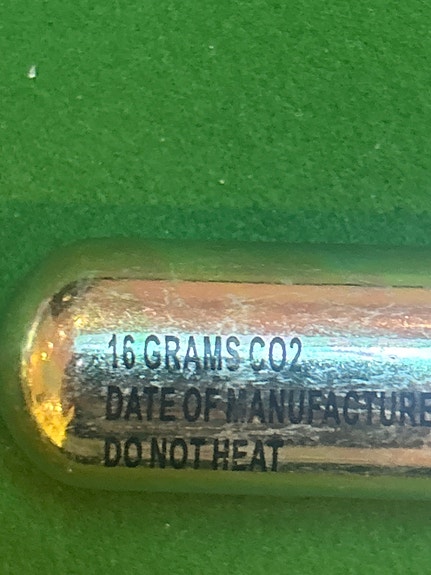 16 GRAMS CO2
DATE OF MANUFACTURE
DO NOT HEAT